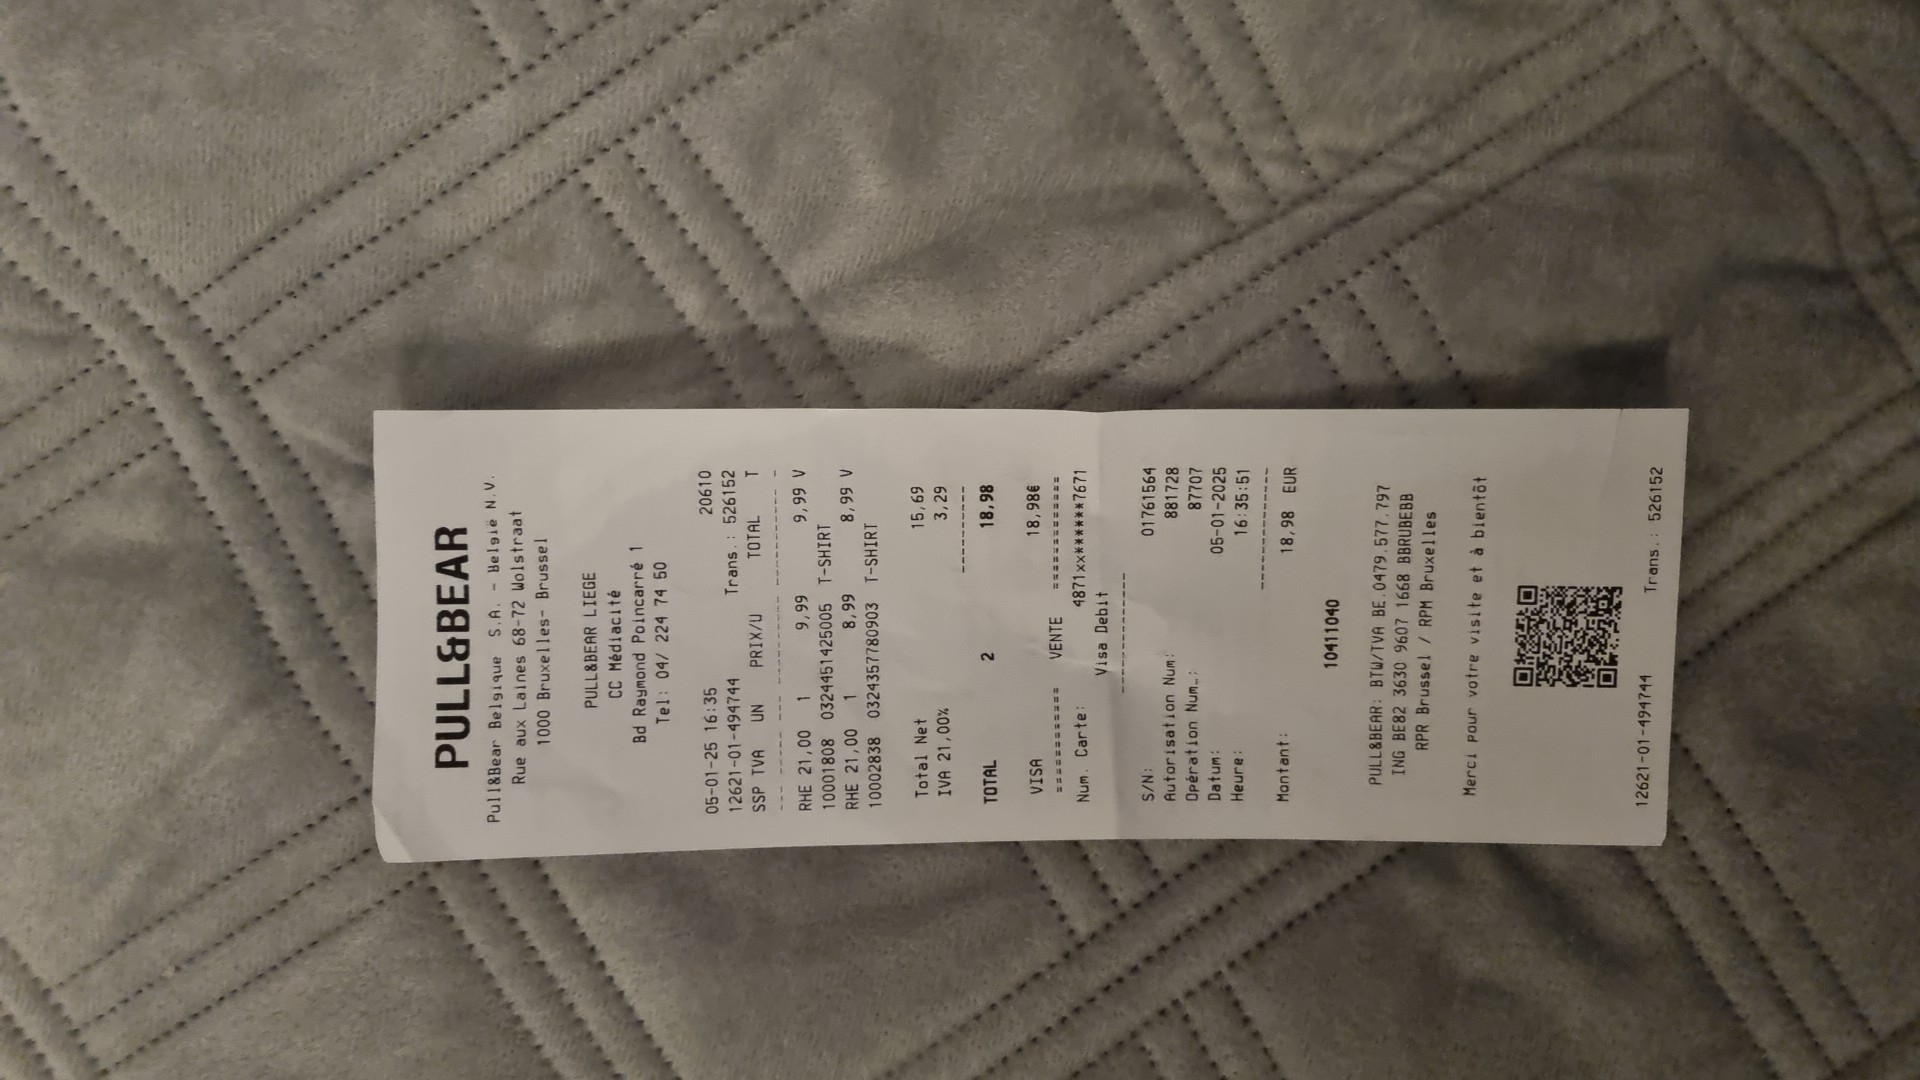 PULL&BEAR
Pull&Bear Belgique S.A. - België N.V.
Rue aux Laines 68-72 Wolstraat
1000 Bruxelles- Brussel
PULL&BEAR LIEGE
CC Médiacité
Bd Raymond Poincarré 1
Tel: 04/ 224 74 50
05-01-25 16:35 20610
12621-01-494744 Trans.: 526152
SSP TVA UN PRIX/U TOTAL T
RHE 21,00 1 9,99 9,99 V
10001808 03244514250​05 T-SHIRT
RHE 21,00 1 8,99 8,99 V
10002838 0324357780903 T-SHIRT
Total Net 15,69
IVA 21,00% 3,29
TOTAL 2 18,98
VISA 18,98€
========== VENTE ===========
Num. Carte: 4871xx******7671
Visa Debit
S/N: 01761564
Autorisation Num: 881728
Opération Num.: 87707
Datum: 05-01-2025
Heure: 16:35:51
Montant: 18,98 EUR
10411040
PULL&BEAR: BTW/TVA BE.0479.577.797
ING BE82 3630 9607 1668 BBRUBEBB
RPR Brussel / RPM Bruxelles
Merci pour votre visite et à bientôt
12621-01-494744 Trans.: 526152